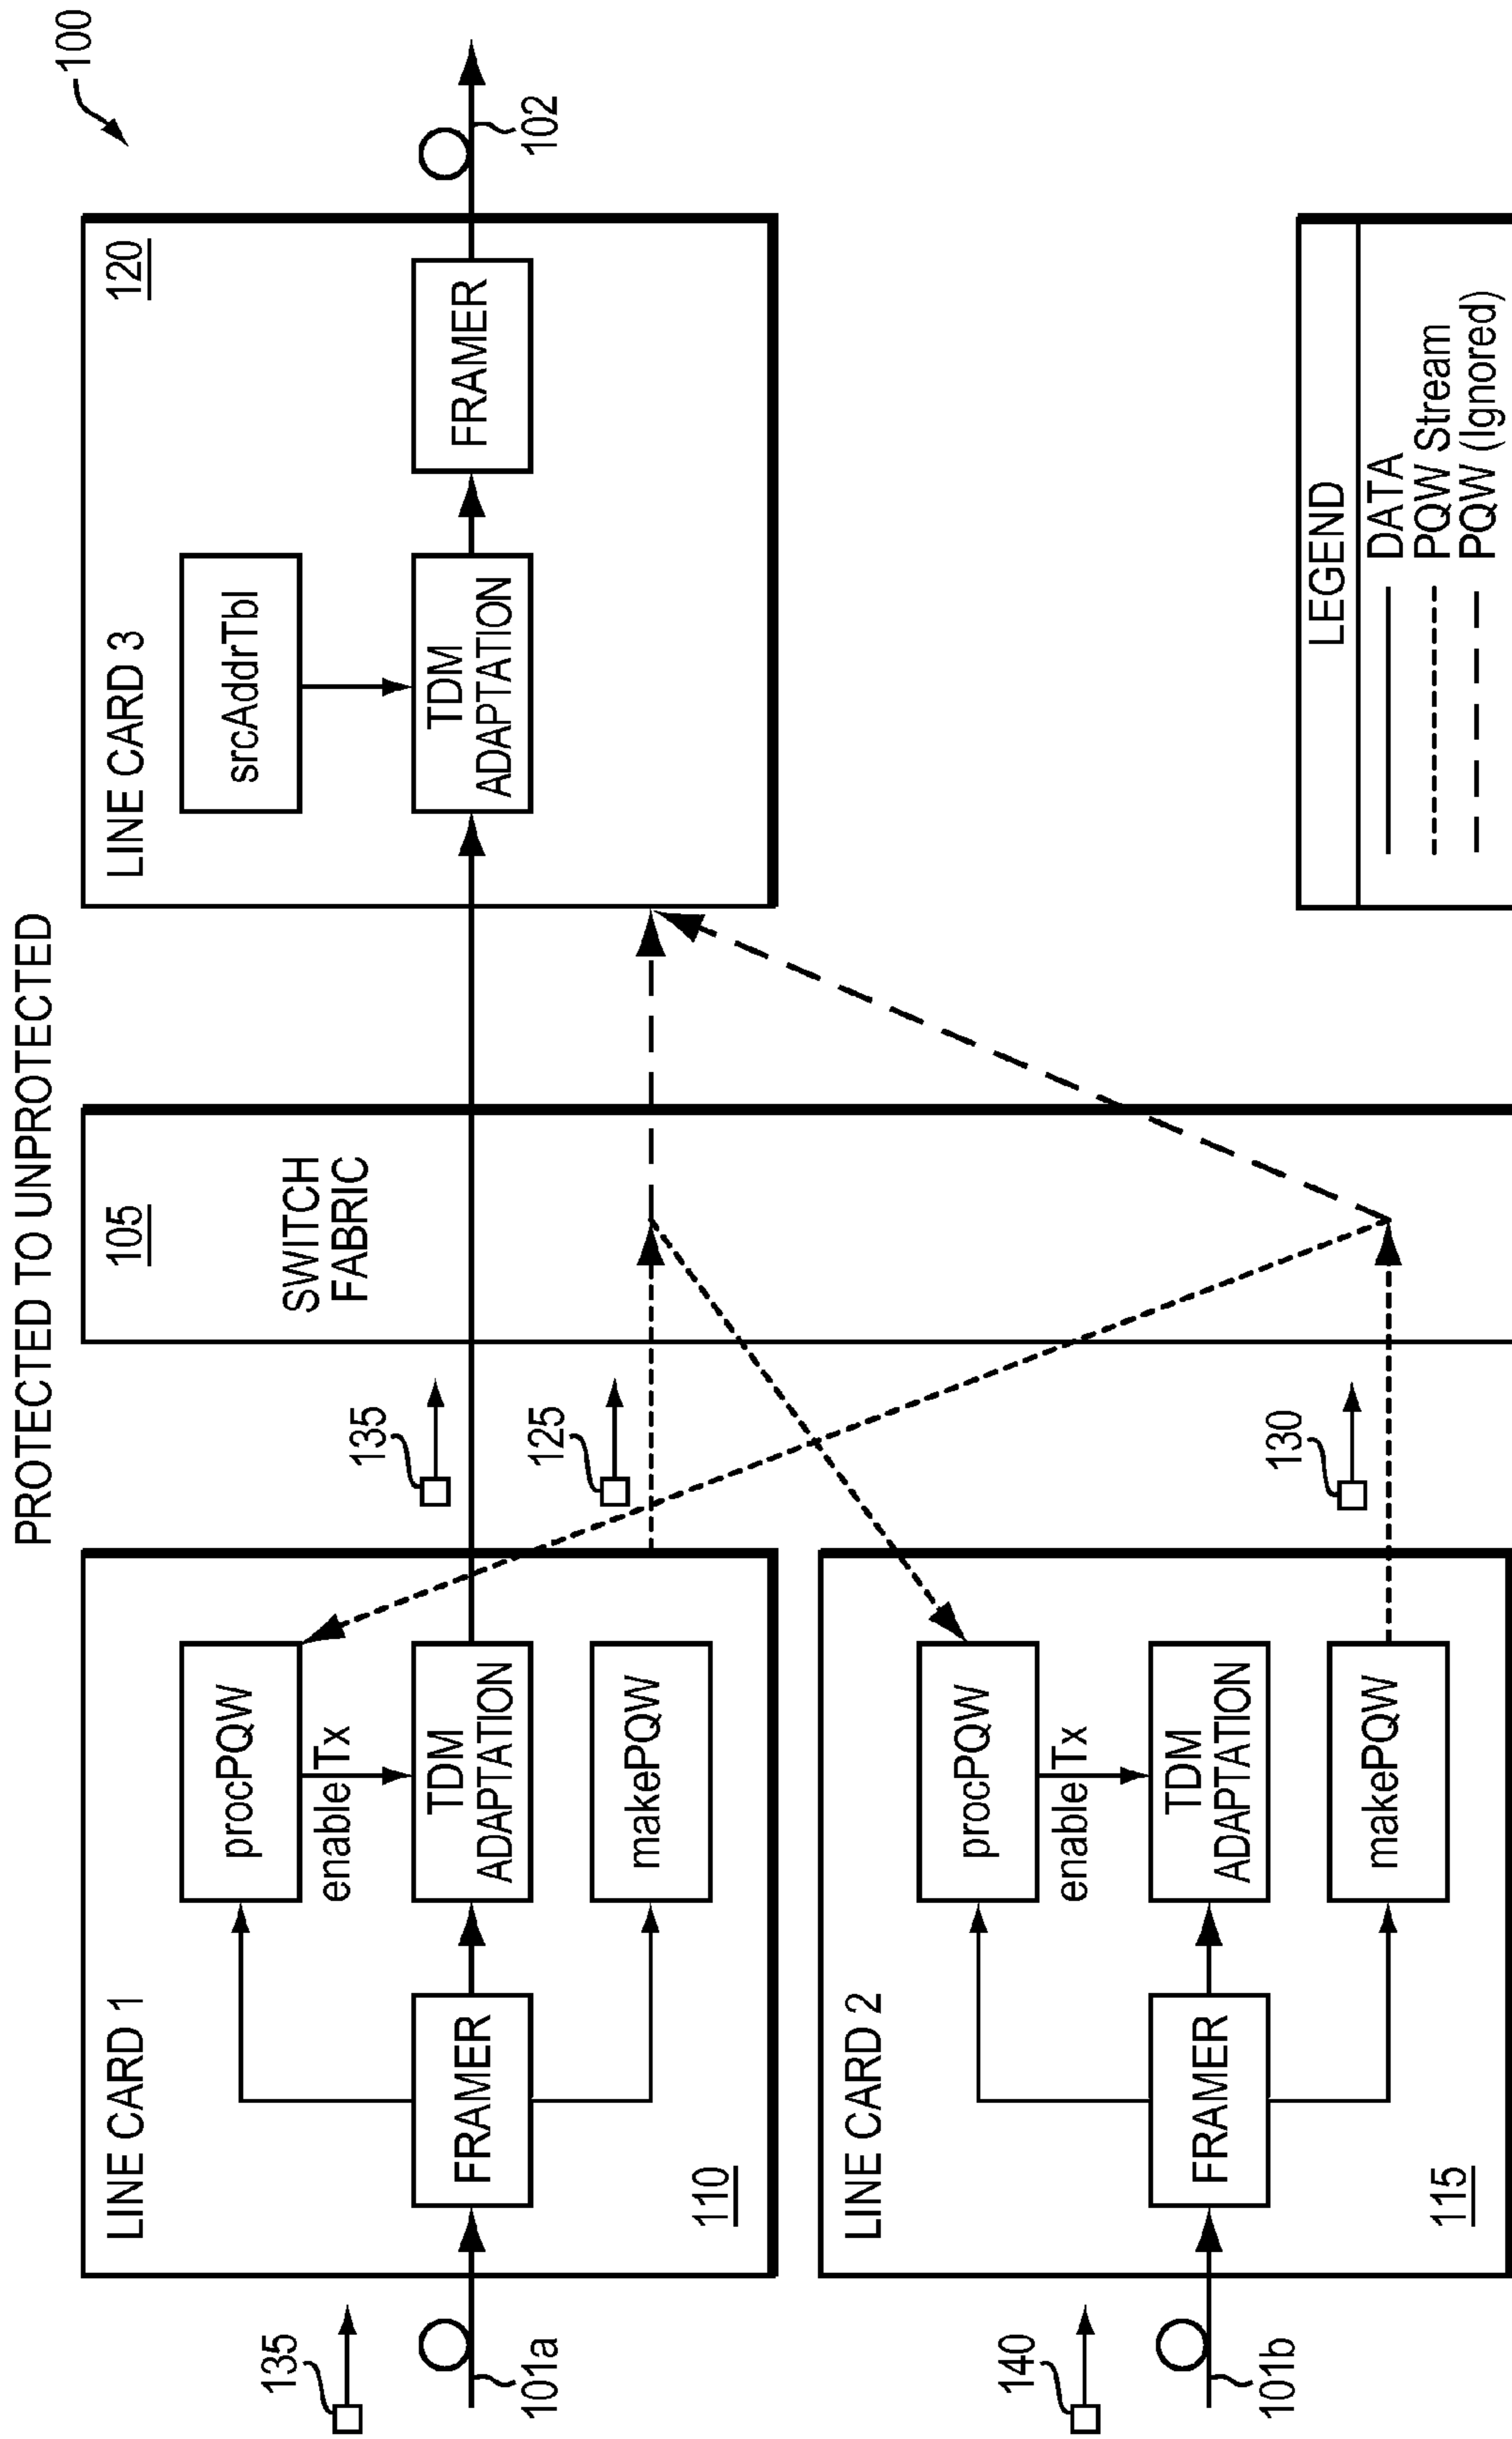 PROTECTED TO UNPROTECTED
100
LINE CARD 1
procPQW
enable Tx
FRAMER
TDM
ADAPTATION
makePQW
110
135
101a
135
125
105
SWITCH
FABRIC
LINE CARD 3
120
srcAddrTbl
TDM
ADAPTATION
FRAMER
102
LINE CARD 2
procPQW
enable Tx
FRAMER
TDM
ADAPTATION
makePQW
115
140
101b
130
LEGEND
DATA
PQW Stream
PQW (Ignored)